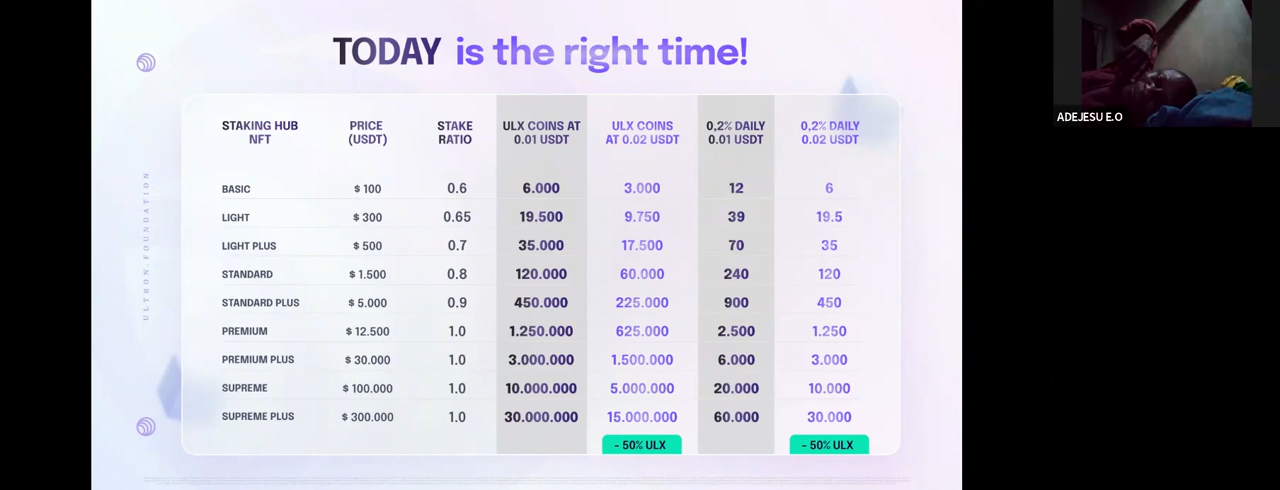 TODAY is the right time!
STAKING HUB NFT PRICE (USDT) STAKE RATIO ULX COINS AT 0.01 USDT ULX COINS AT 0.02 USDT 0,2% DAILY 0.01 USDT 0,2% DAILY 0.02 USDT
BASIC $ 100 0.6 6.000 3.000 12 6
LIGHT $ 300 0.65 19.500 9.750 39 19.5
LIGHT PLUS $ 500 0.7 35.000 17.500 70 35
STANDARD $ 1.500 0.8 120.000 60.000 240 120
STANDARD PLUS $ 5.000 0.9 450.000 225.000 900 450
PREMIUM $ 12.500 1.0 1.250.000 625.000 2.500 1.250
PREMIUM PLUS $ 30.000 1.0 3.000.000 1.500.000 6.000 3.000
SUPREME $ 100.000 1.0 10.000.000 5.000.000 20.000 10.000
SUPREME PLUS $ 300.000 1.0 30.000.000 15.000.000 60.000 30.000
- 50% ULX - 50% ULX
ULTRON.FOUNDATION
ADEJESU E.O